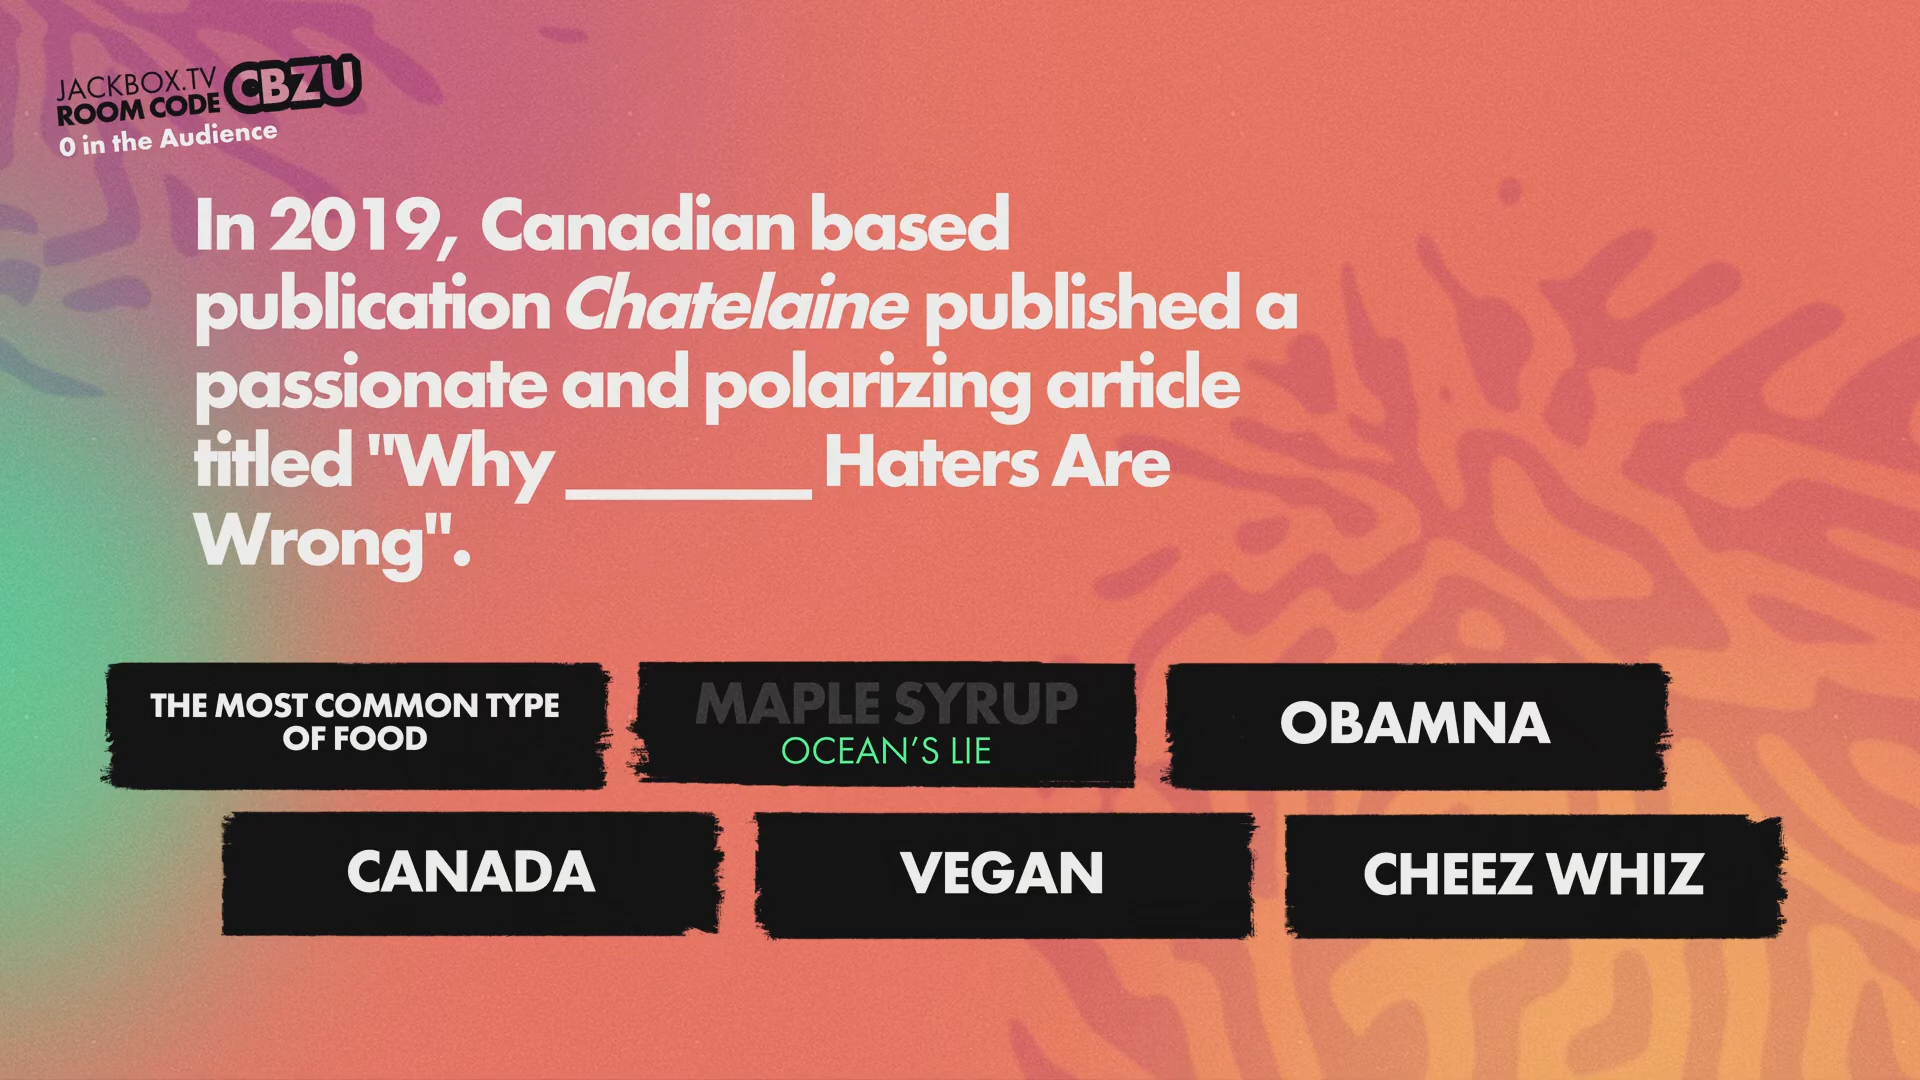 JACKBOX.TV
ROOM CODE CBZU
0 in the Audience
In 2019, Canadian based
publication Chatelaine published a
passionate and polarizing article
titled "Why ______ Haters Are
Wrong".
THE MOST COMMON TYPE
OF FOOD
MAPLE SYRUP
OCEAN'S LIE
OBAMNA
CANADA
VEGAN
CHEEZ WHIZ